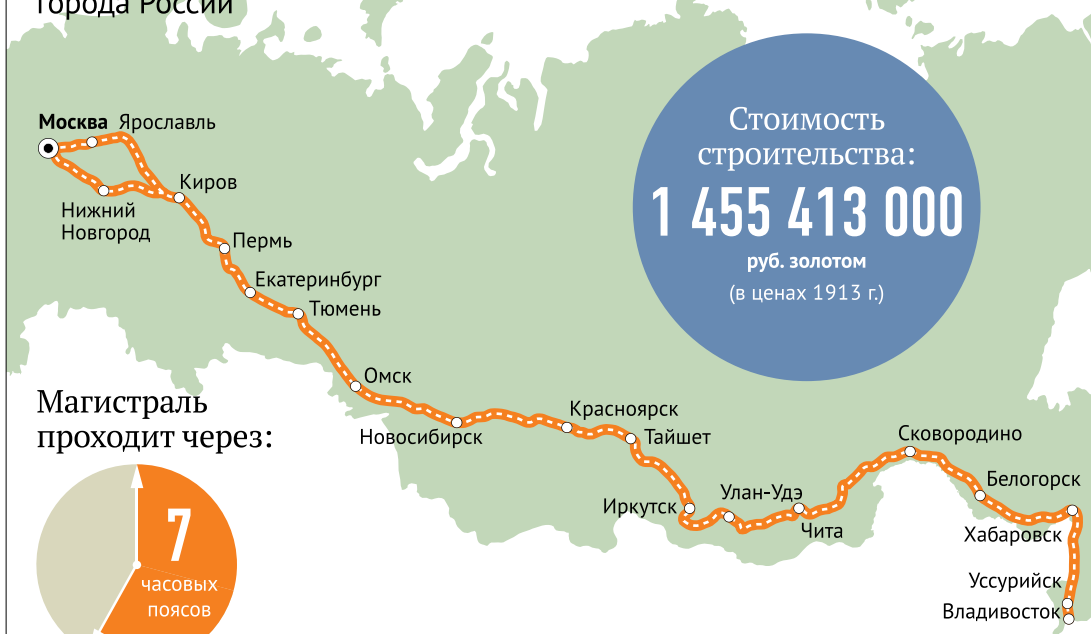 города России
Москва
Ярославль
Киров
Нижний
Новгород
Пермь
Екатеринбург
Тюмень
Омск
Новосибирск
Красноярск
Тайшет
Иркутск
Улан-Удэ
Чита
Сковородино
Белогорск
Хабаровск
Уссурийск
Владивосток
Стоимость
строительства:
1 455 413 000
руб. золотом
(в ценах 1913 г.)
Магистраль
проходит через:
7
часовых
поясов